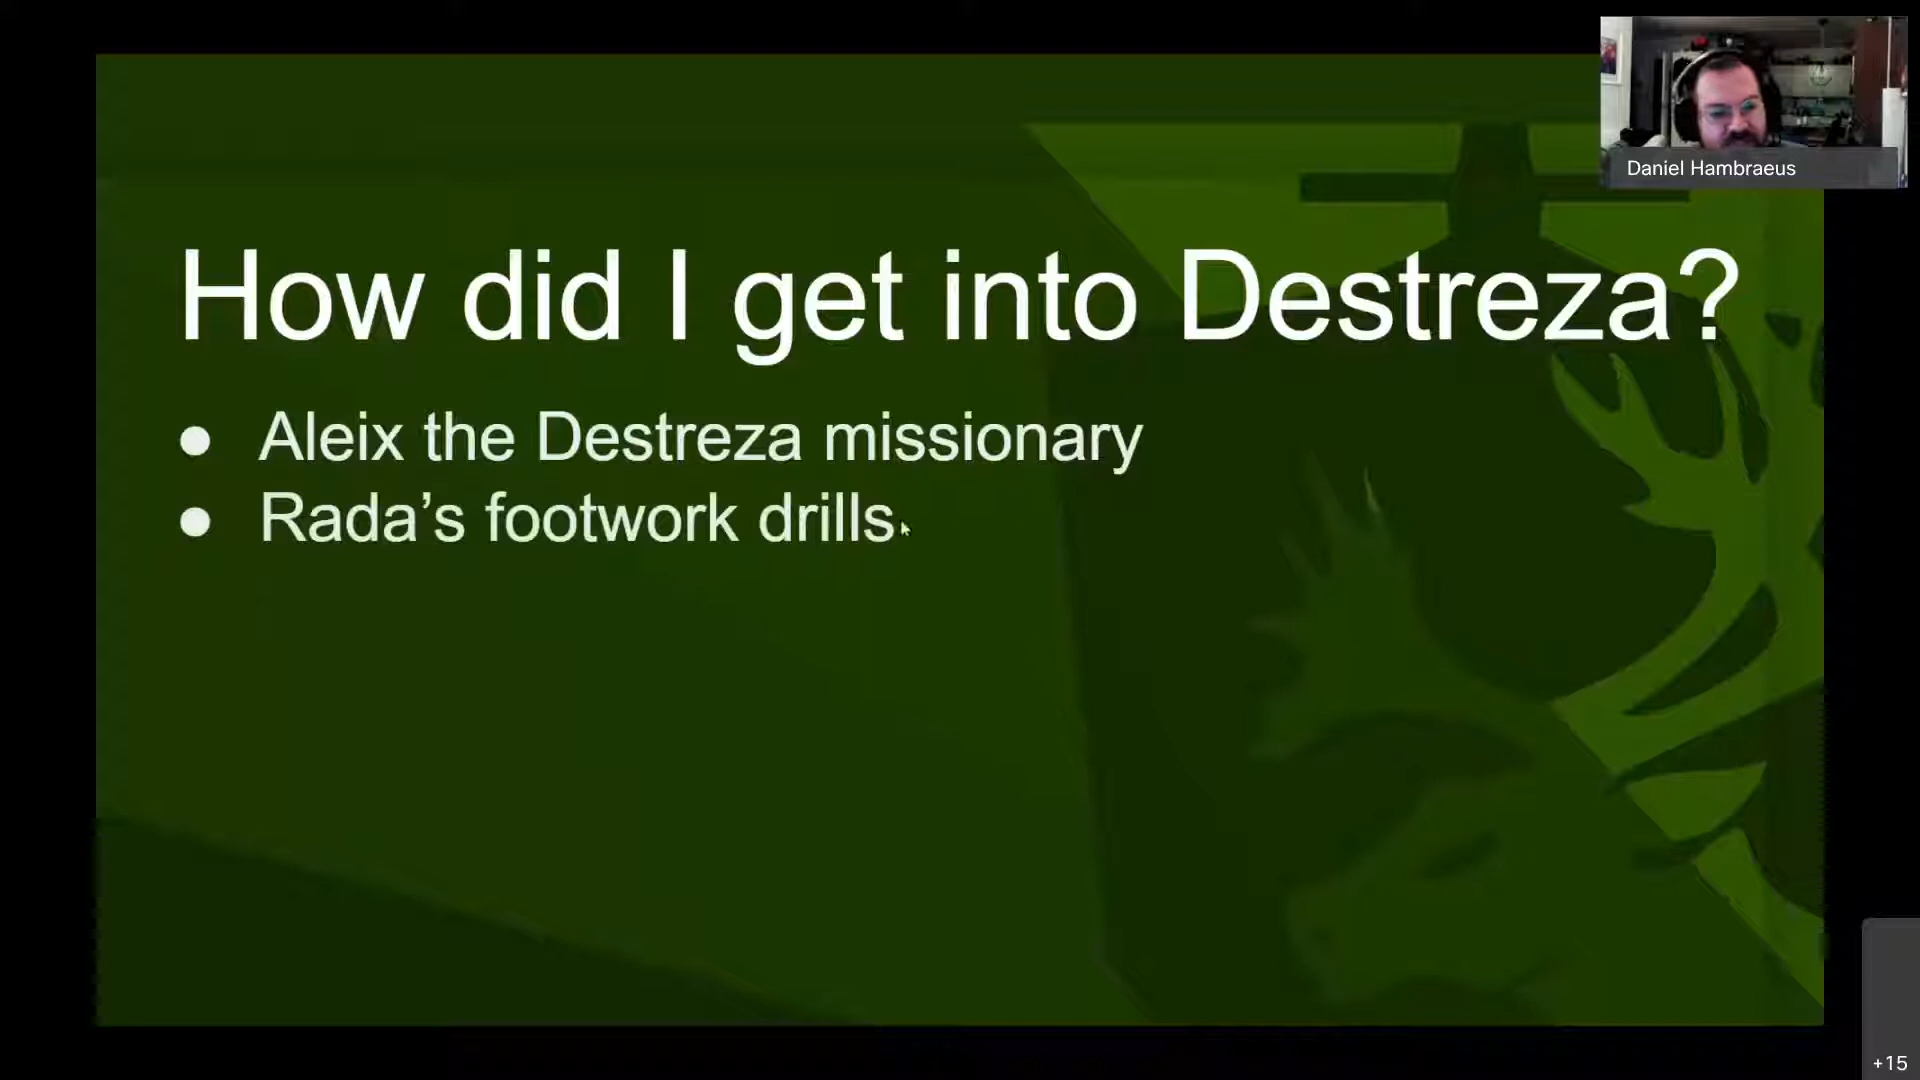 Daniel Hambraeus
How did I get into Destreza?
● Aleix the Destreza missionary
● Rada’s footwork drills
+15